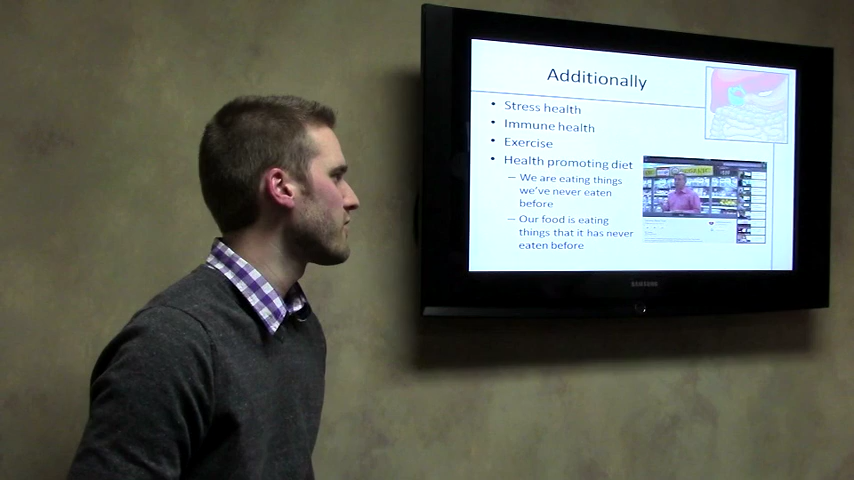 Additionally
• Stress health
• Immune health
• Exercise
• Health promoting diet
– We are eating things
we've never eaten
before
– Our food is eating
things that it has never
eaten before
SAMSUNG